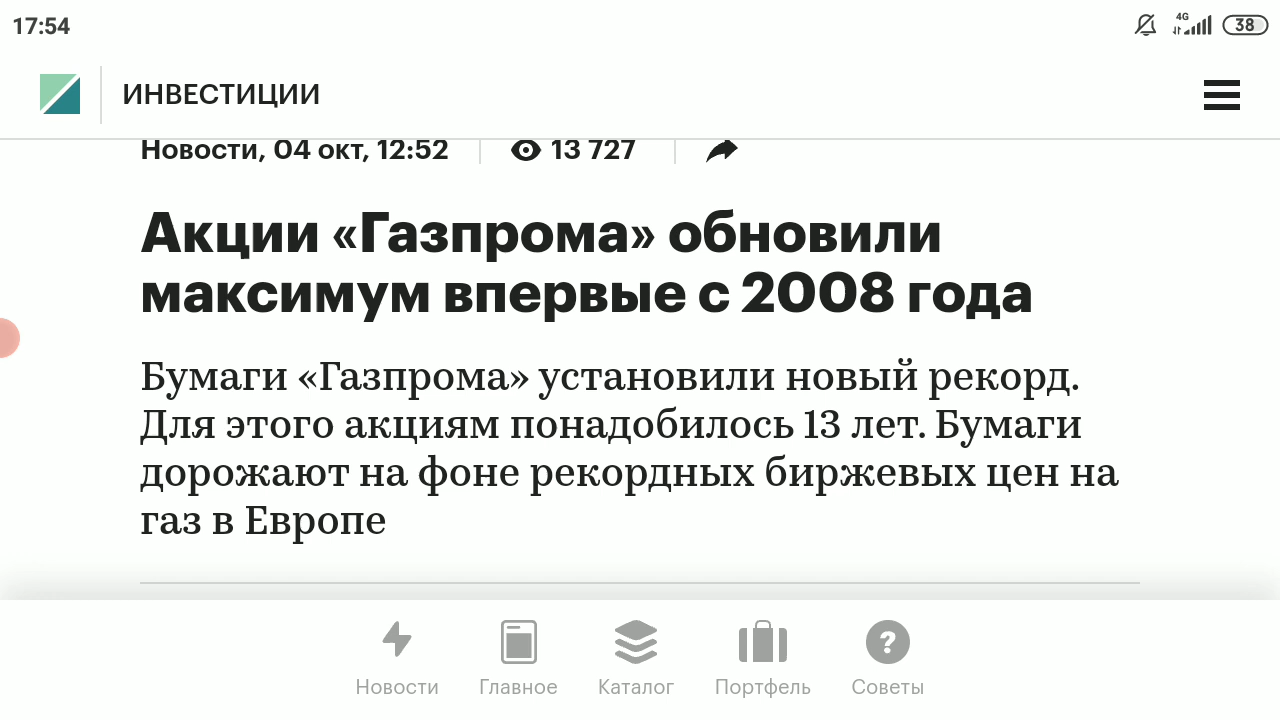 17:54
4G
38
ИНВЕСТИЦИИ
Новости, 04 окт, 12:52
13 727
Акции «Газпрома» обновили
максимум впервые с 2008 года
Бумаги «Газпрома» установили новый рекорд.
Для этого акциям понадобилось 13 лет. Бумаги
дорожают на фоне рекордных биржевых цен на
газ в Европе
Новости
Главное
Каталог
Портфель
Советы